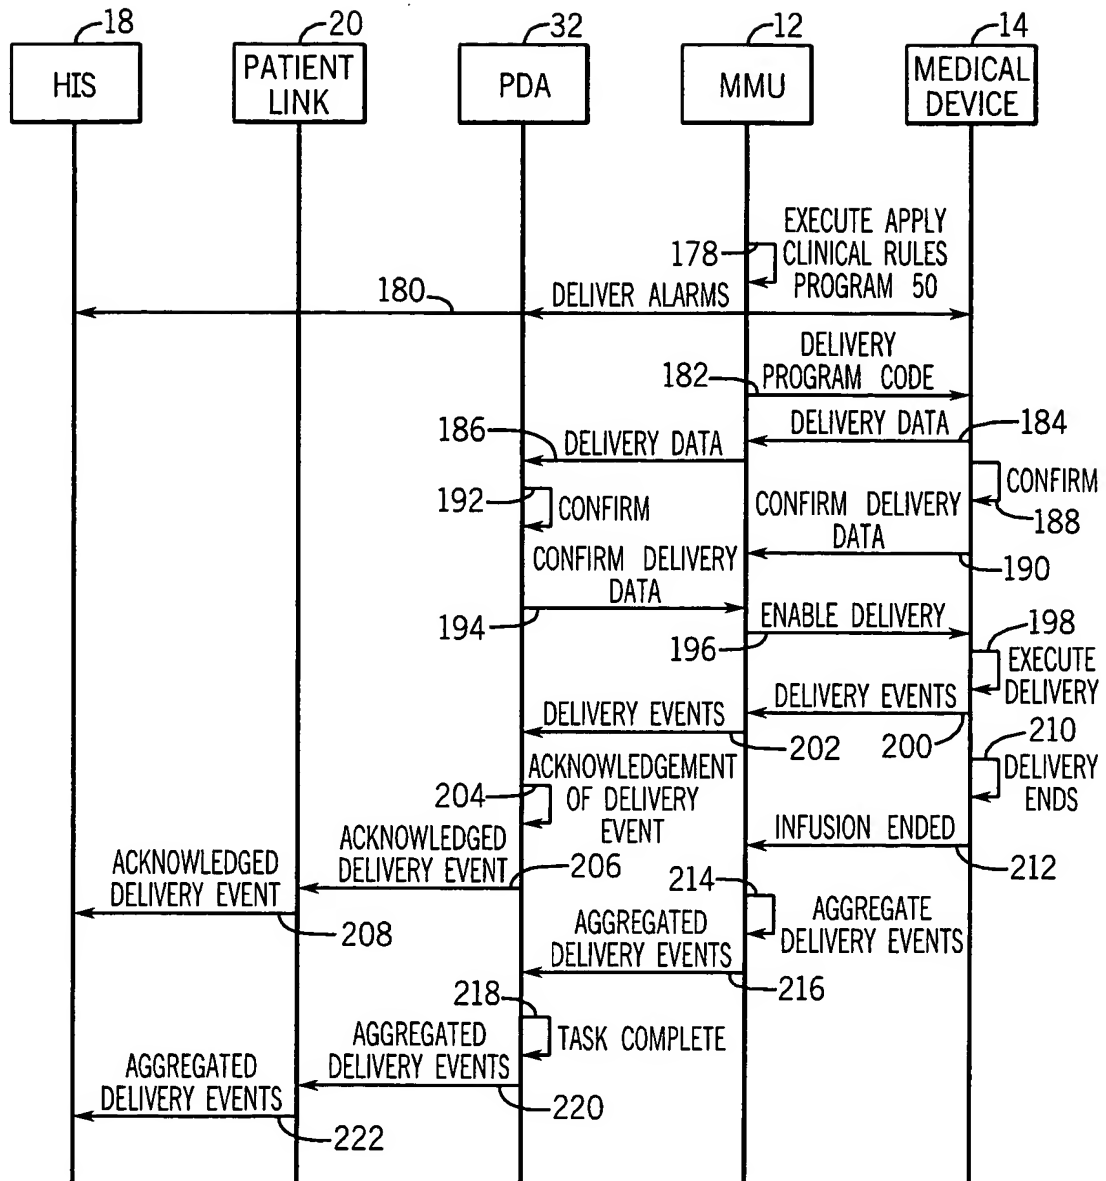 18
20
32
12
14
HIS
PATIENT
LINK
PDA
MMU
MEDICAL
DEVICE
178
EXECUTE APPLY
CLINICAL RULES
PROGRAM 50
180
DELIVER ALARMS
DELIVERY
PROGRAM CODE
182
DELIVERY DATA
184
186
DELIVERY DATA
CONFIRM
188
192
CONFIRM
CONFIRM DELIVERY
DATA
190
CONFIRM DELIVERY
DATA
194
ENABLE DELIVERY
196
198
EXECUTE
DELIVERY
DELIVERY EVENTS
200
DELIVERY EVENTS
202
210
DELIVERY
ENDS
204
ACKNOWLEDGEMENT
OF DELIVERY
EVENT
INFUSION ENDED
212
ACKNOWLEDGED
DELIVERY EVENT
206
ACKNOWLEDGED
DELIVERY EVENT
208
214
AGGREGATE
DELIVERY EVENTS
AGGREGATED
DELIVERY EVENTS
216
218
TASK COMPLETE
AGGREGATED
DELIVERY EVENTS
220
AGGREGATED
DELIVERY EVENTS
222